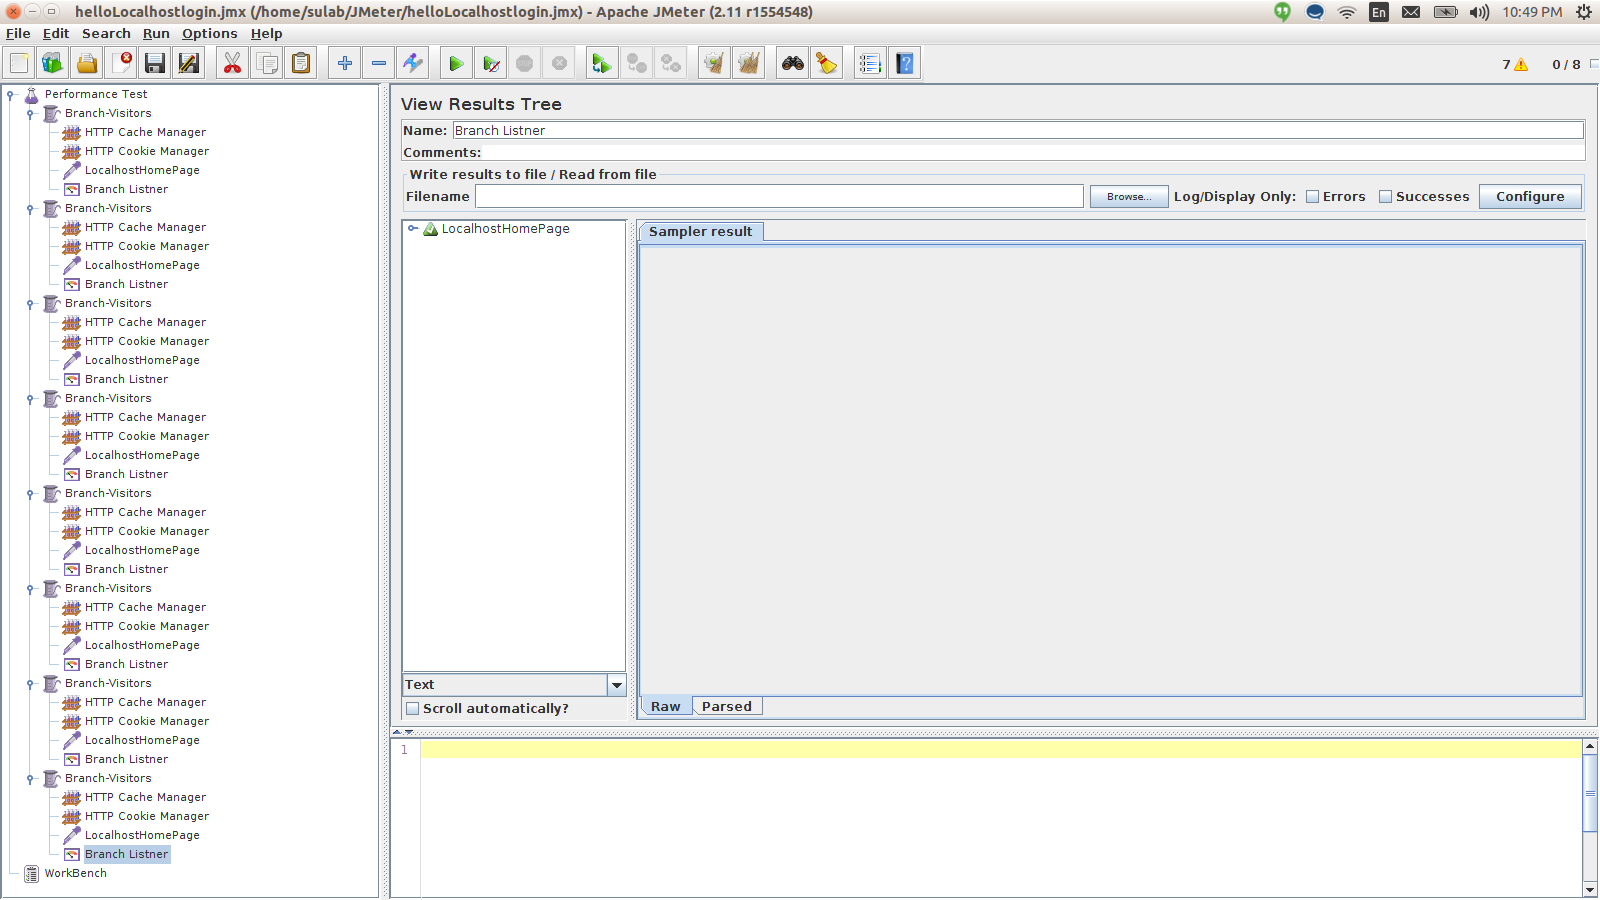 helloLocalhostlogin.jmx (/home/sulab/JMeter/helloLocalhostlogin.jmx) - Apache JMeter (2.11 r1554548)
En
10:49 PM
File Edit Search Run Options Help
7
0 / 8
Performance Test
Branch-Visitors
HTTP Cache Manager
HTTP Cookie Manager
LocalhostHomePage
Branch Listner
Branch-Visitors
HTTP Cache Manager
HTTP Cookie Manager
LocalhostHomePage
Branch Listner
Branch-Visitors
HTTP Cache Manager
HTTP Cookie Manager
LocalhostHomePage
Branch Listner
Branch-Visitors
HTTP Cache Manager
HTTP Cookie Manager
LocalhostHomePage
Branch Listner
Branch-Visitors
HTTP Cache Manager
HTTP Cookie Manager
LocalhostHomePage
Branch Listner
Branch-Visitors
HTTP Cache Manager
HTTP Cookie Manager
LocalhostHomePage
Branch Listner
Branch-Visitors
HTTP Cache Manager
HTTP Cookie Manager
LocalhostHomePage
Branch Listner
Branch-Visitors
HTTP Cache Manager
HTTP Cookie Manager
LocalhostHomePage
Branch Listner
WorkBench
View Results Tree
Name: Branch Listner
Comments:
Write results to file / Read from file
Filename Browse... Log/Display Only: Errors Successes Configure
LocalhostHomePage
Text
Scroll automatically?
Sampler result
Raw Parsed
1